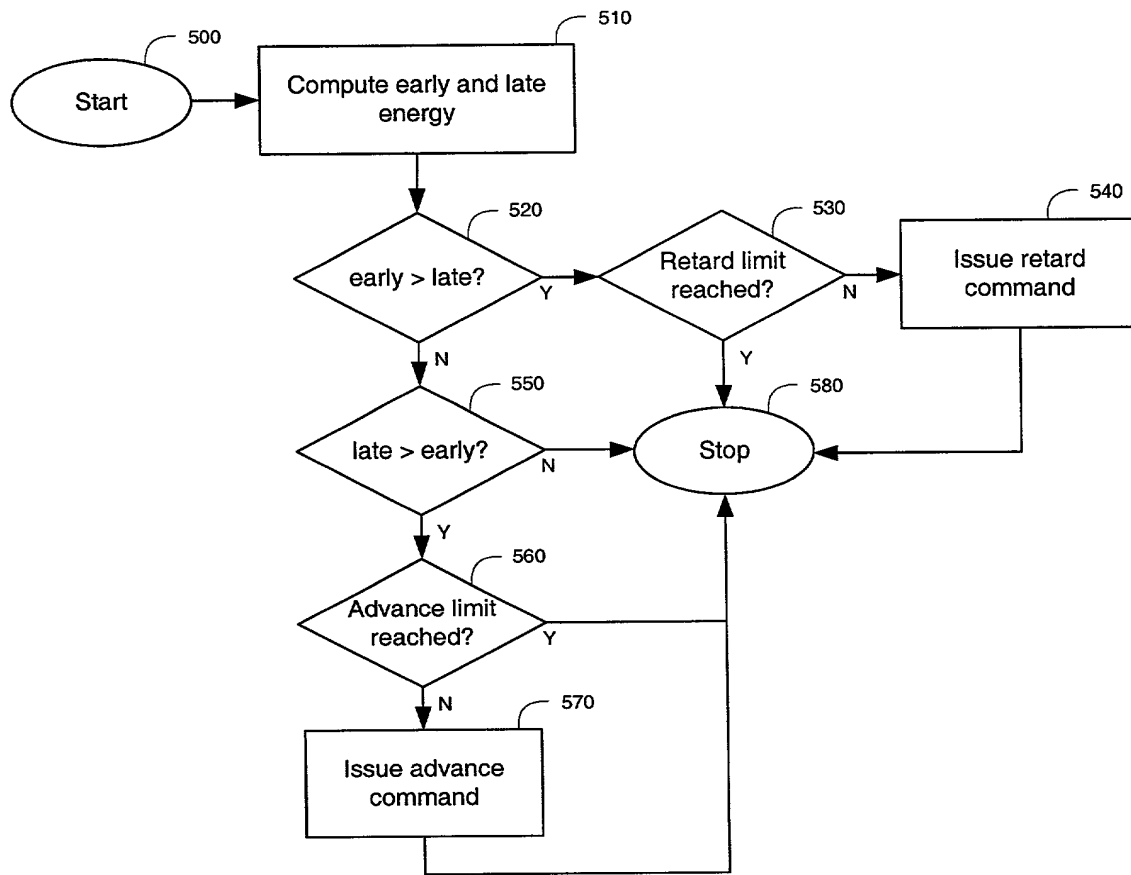 500
Start
510
Compute early and late
energy
520
early > late?
Y
N
530
Retard limit
reached?
N
Y
540
Issue retard
command
550
late > early?
N
Y
580
Stop
560
Advance limit
reached?
Y
N
570
Issue advance
command